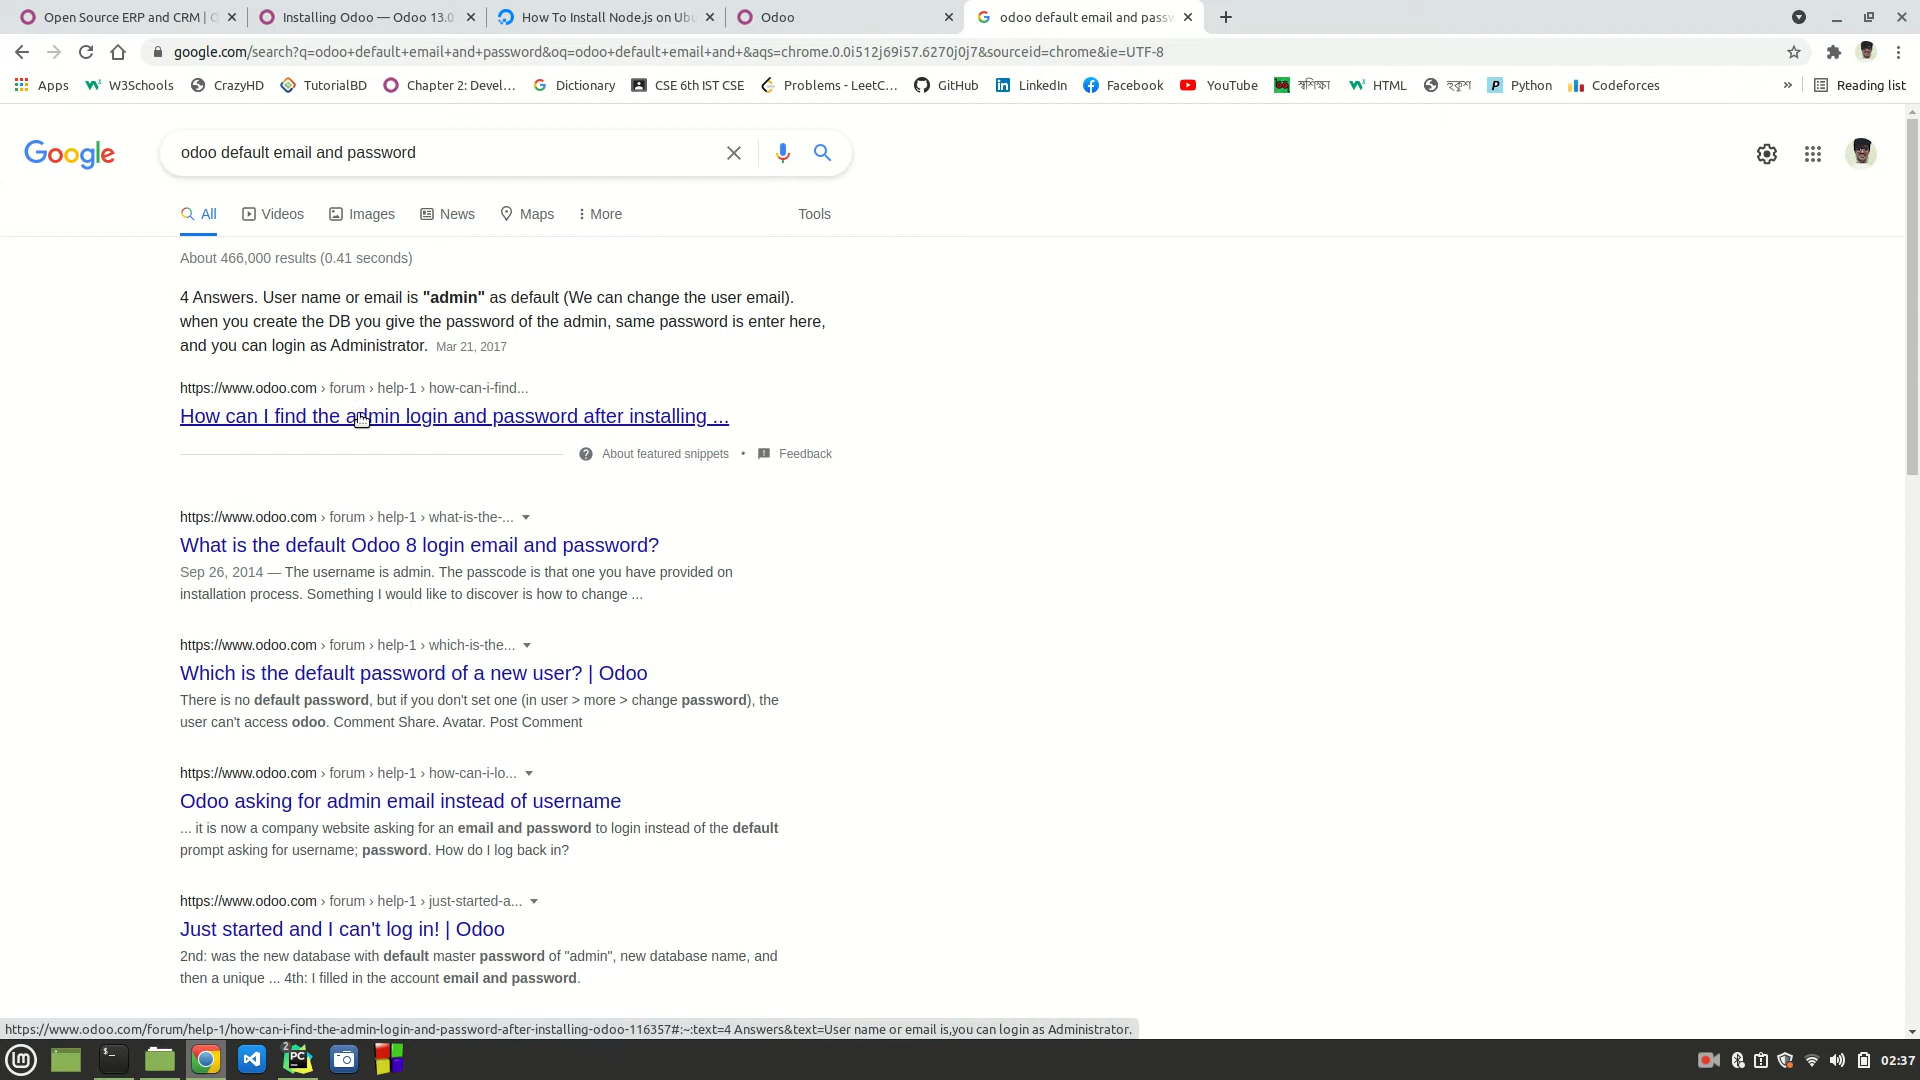 Open Source ERP and CRM |
Installing Odoo — Odoo 13.0
How To Install Node.js on Ubu
Odoo
odoo default email and passw
google.com/search?q=odoo+default+email+and+password&oq=odoo+default+email+and+&aqs=chrome.0.0i512j69i57.6270j0j7&sourceid=chrome&ie=UTF-8
Apps
W3Schools
CrazyHD
TutorialBD
Chapter 2: Devel...
Dictionary
CSE 6th IST CSE
Problems - LeetC...
GitHub
LinkedIn
Facebook
YouTube
স্বশিক্ষা
HTML
হুকুশ
Python
Codeforces
»
Reading list
Google
odoo default email and password
All
Videos
Images
News
Maps
More
Tools
About 466,000 results (0.41 seconds)
4 Answers. User name or email is "admin" as default (We can change the user email).
when you create the DB you give the password of the admin, same password is enter here,
and you can login as Administrator. Mar 21, 2017
https://www.odoo.com › forum › help-1 › how-can-i-find...
How can I find the admin login and password after installing ...
About featured snippets • Feedback
https://www.odoo.com › forum › help-1 › what-is-the-...
What is the default Odoo 8 login email and password?
Sep 26, 2014 — The username is admin. The passcode is that one you have provided on
installation process. Something I would like to discover is how to change ...
https://www.odoo.com › forum › help-1 › which-is-the...
Which is the default password of a new user? | Odoo
There is no default password, but if you don't set one (in user > more > change password), the
user can't access odoo. Comment Share. Avatar. Post Comment
https://www.odoo.com › forum › help-1 › how-can-i-lo...
Odoo asking for admin email instead of username
... it is now a company website asking for an email and password to login instead of the default
prompt asking for username; password. How do I log back in?
https://www.odoo.com › forum › help-1 › just-started-a...
Just started and I can't log in! | Odoo
2nd: was the new database with default master password of "admin", new database name, and
then a unique ... 4th: I filled in the account email and password.
https://www.odoo.com/forum/help-1/how-can-i-find-the-admin-login-and-password-after-installing-odoo-116357#:~:text=4 Answers&text=User name or email is,you can login as Administrator.
2
PC
02:37